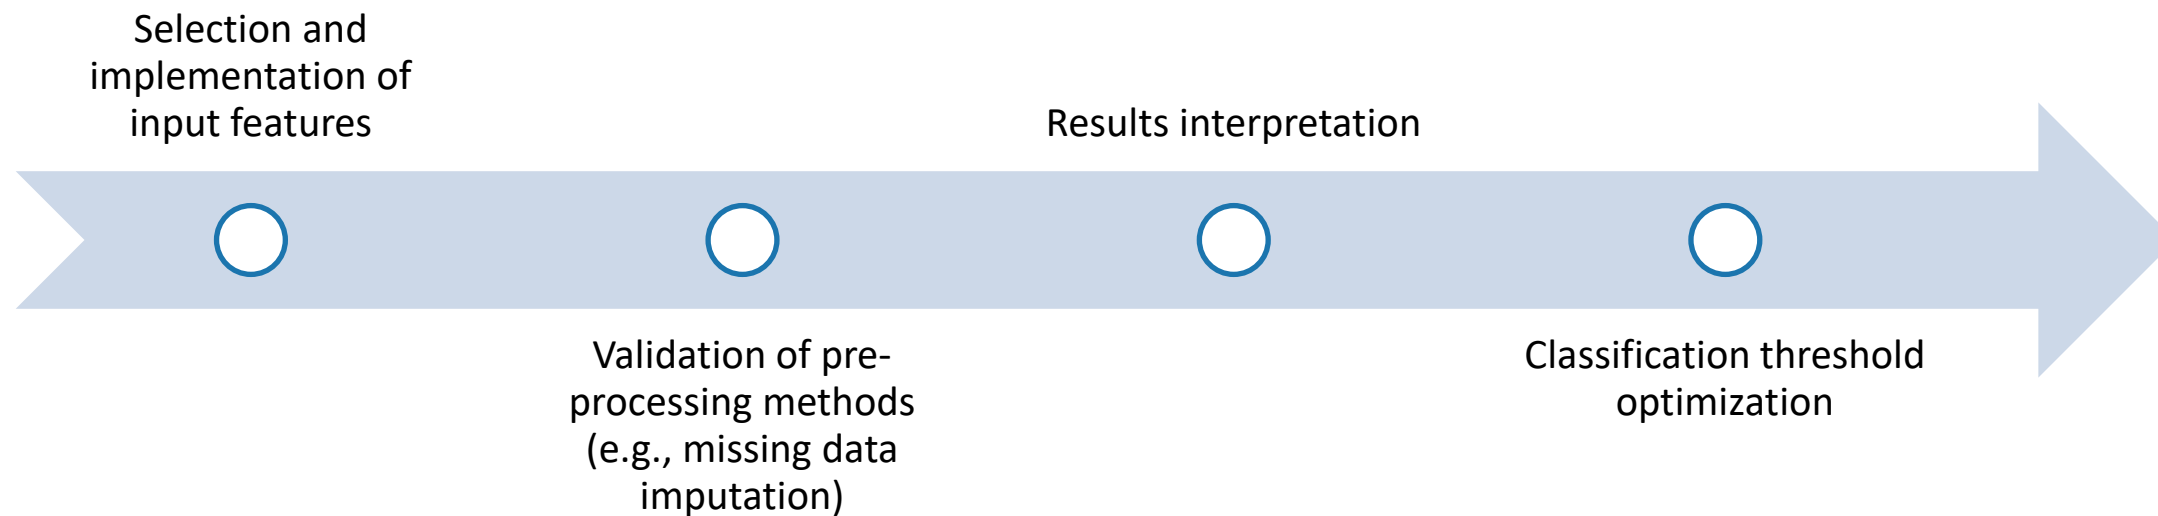 Selection and
implementation of
input features
Validation of pre-
processing methods
(e.g., missing data
imputation)
Results interpretation
Classification threshold
optimization